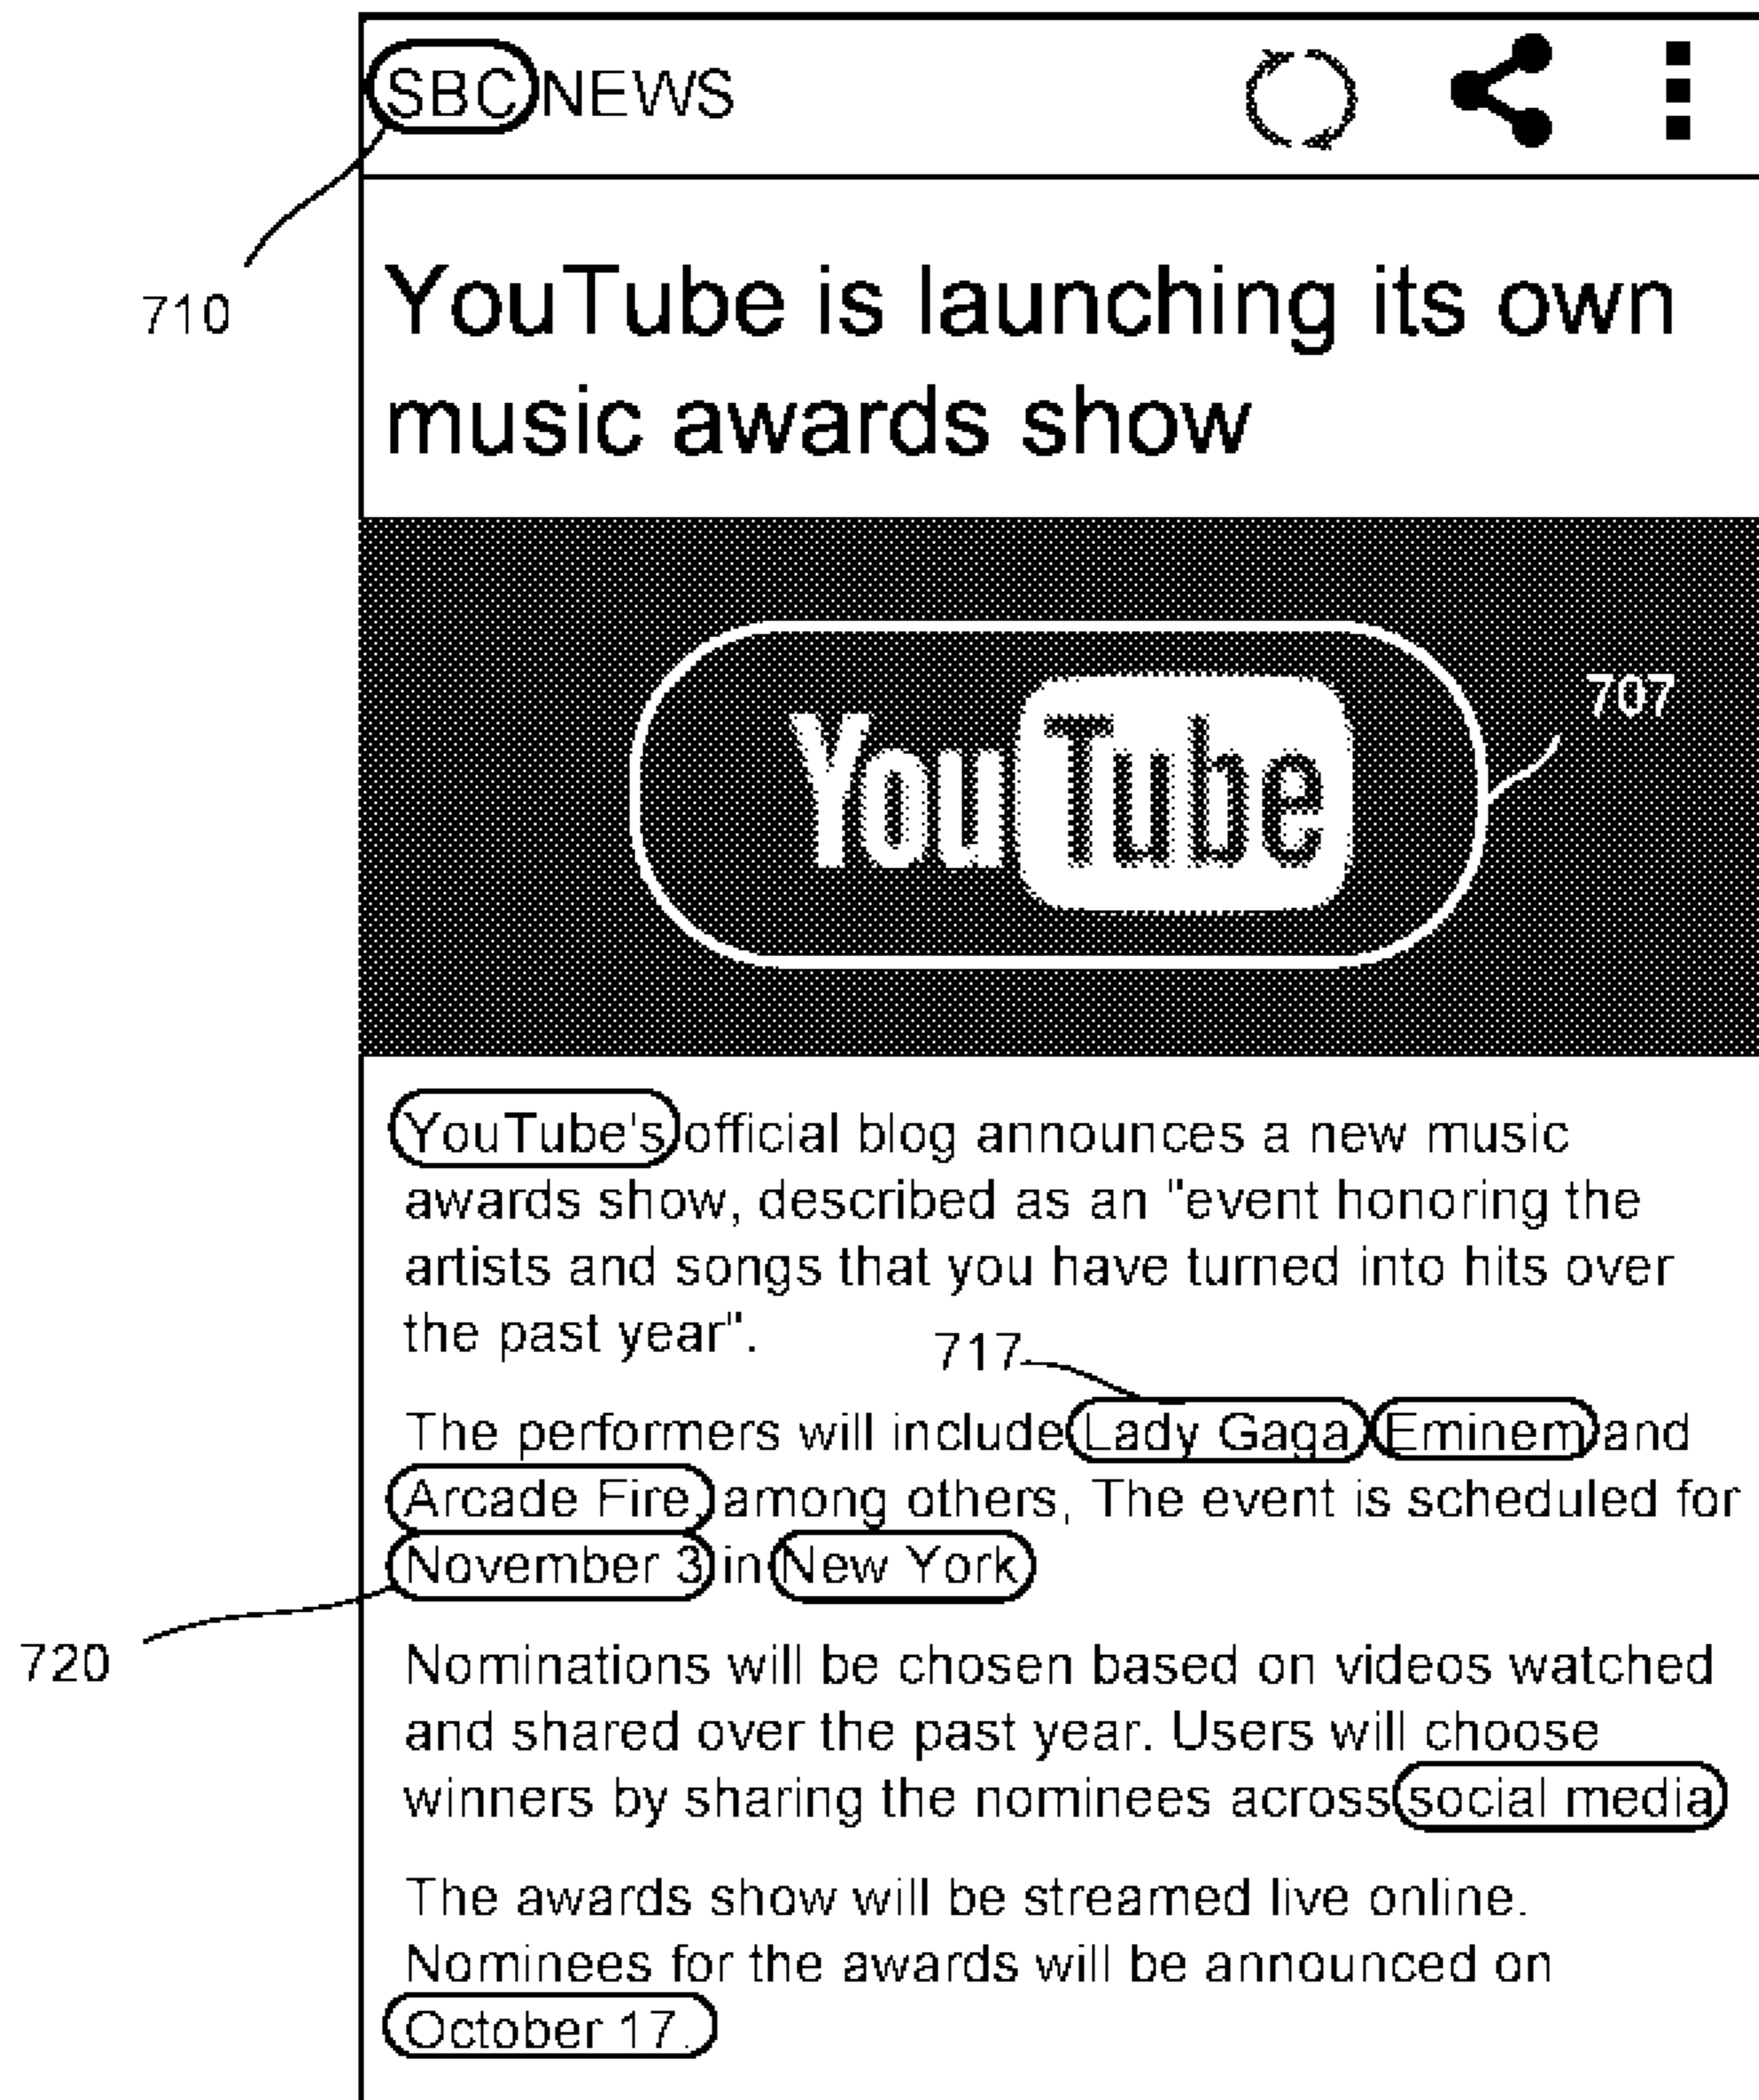 SBC NEWS
710
YouTube is launching its own
music awards show
707
YouTube
YouTube's official blog announces a new music
awards show, described as an "event honoring the
artists and songs that you have turned into hits over
the past year".
717
The performers will include Lady Gaga Eminem and
Arcade Fire, among others, The event is scheduled for
November 3 in New York
720
Nominations will be chosen based on videos watched
and shared over the past year. Users will choose
winners by sharing the nominees across social media
The awards show will be streamed live online.
Nominees for the awards will be announced on
October 17.